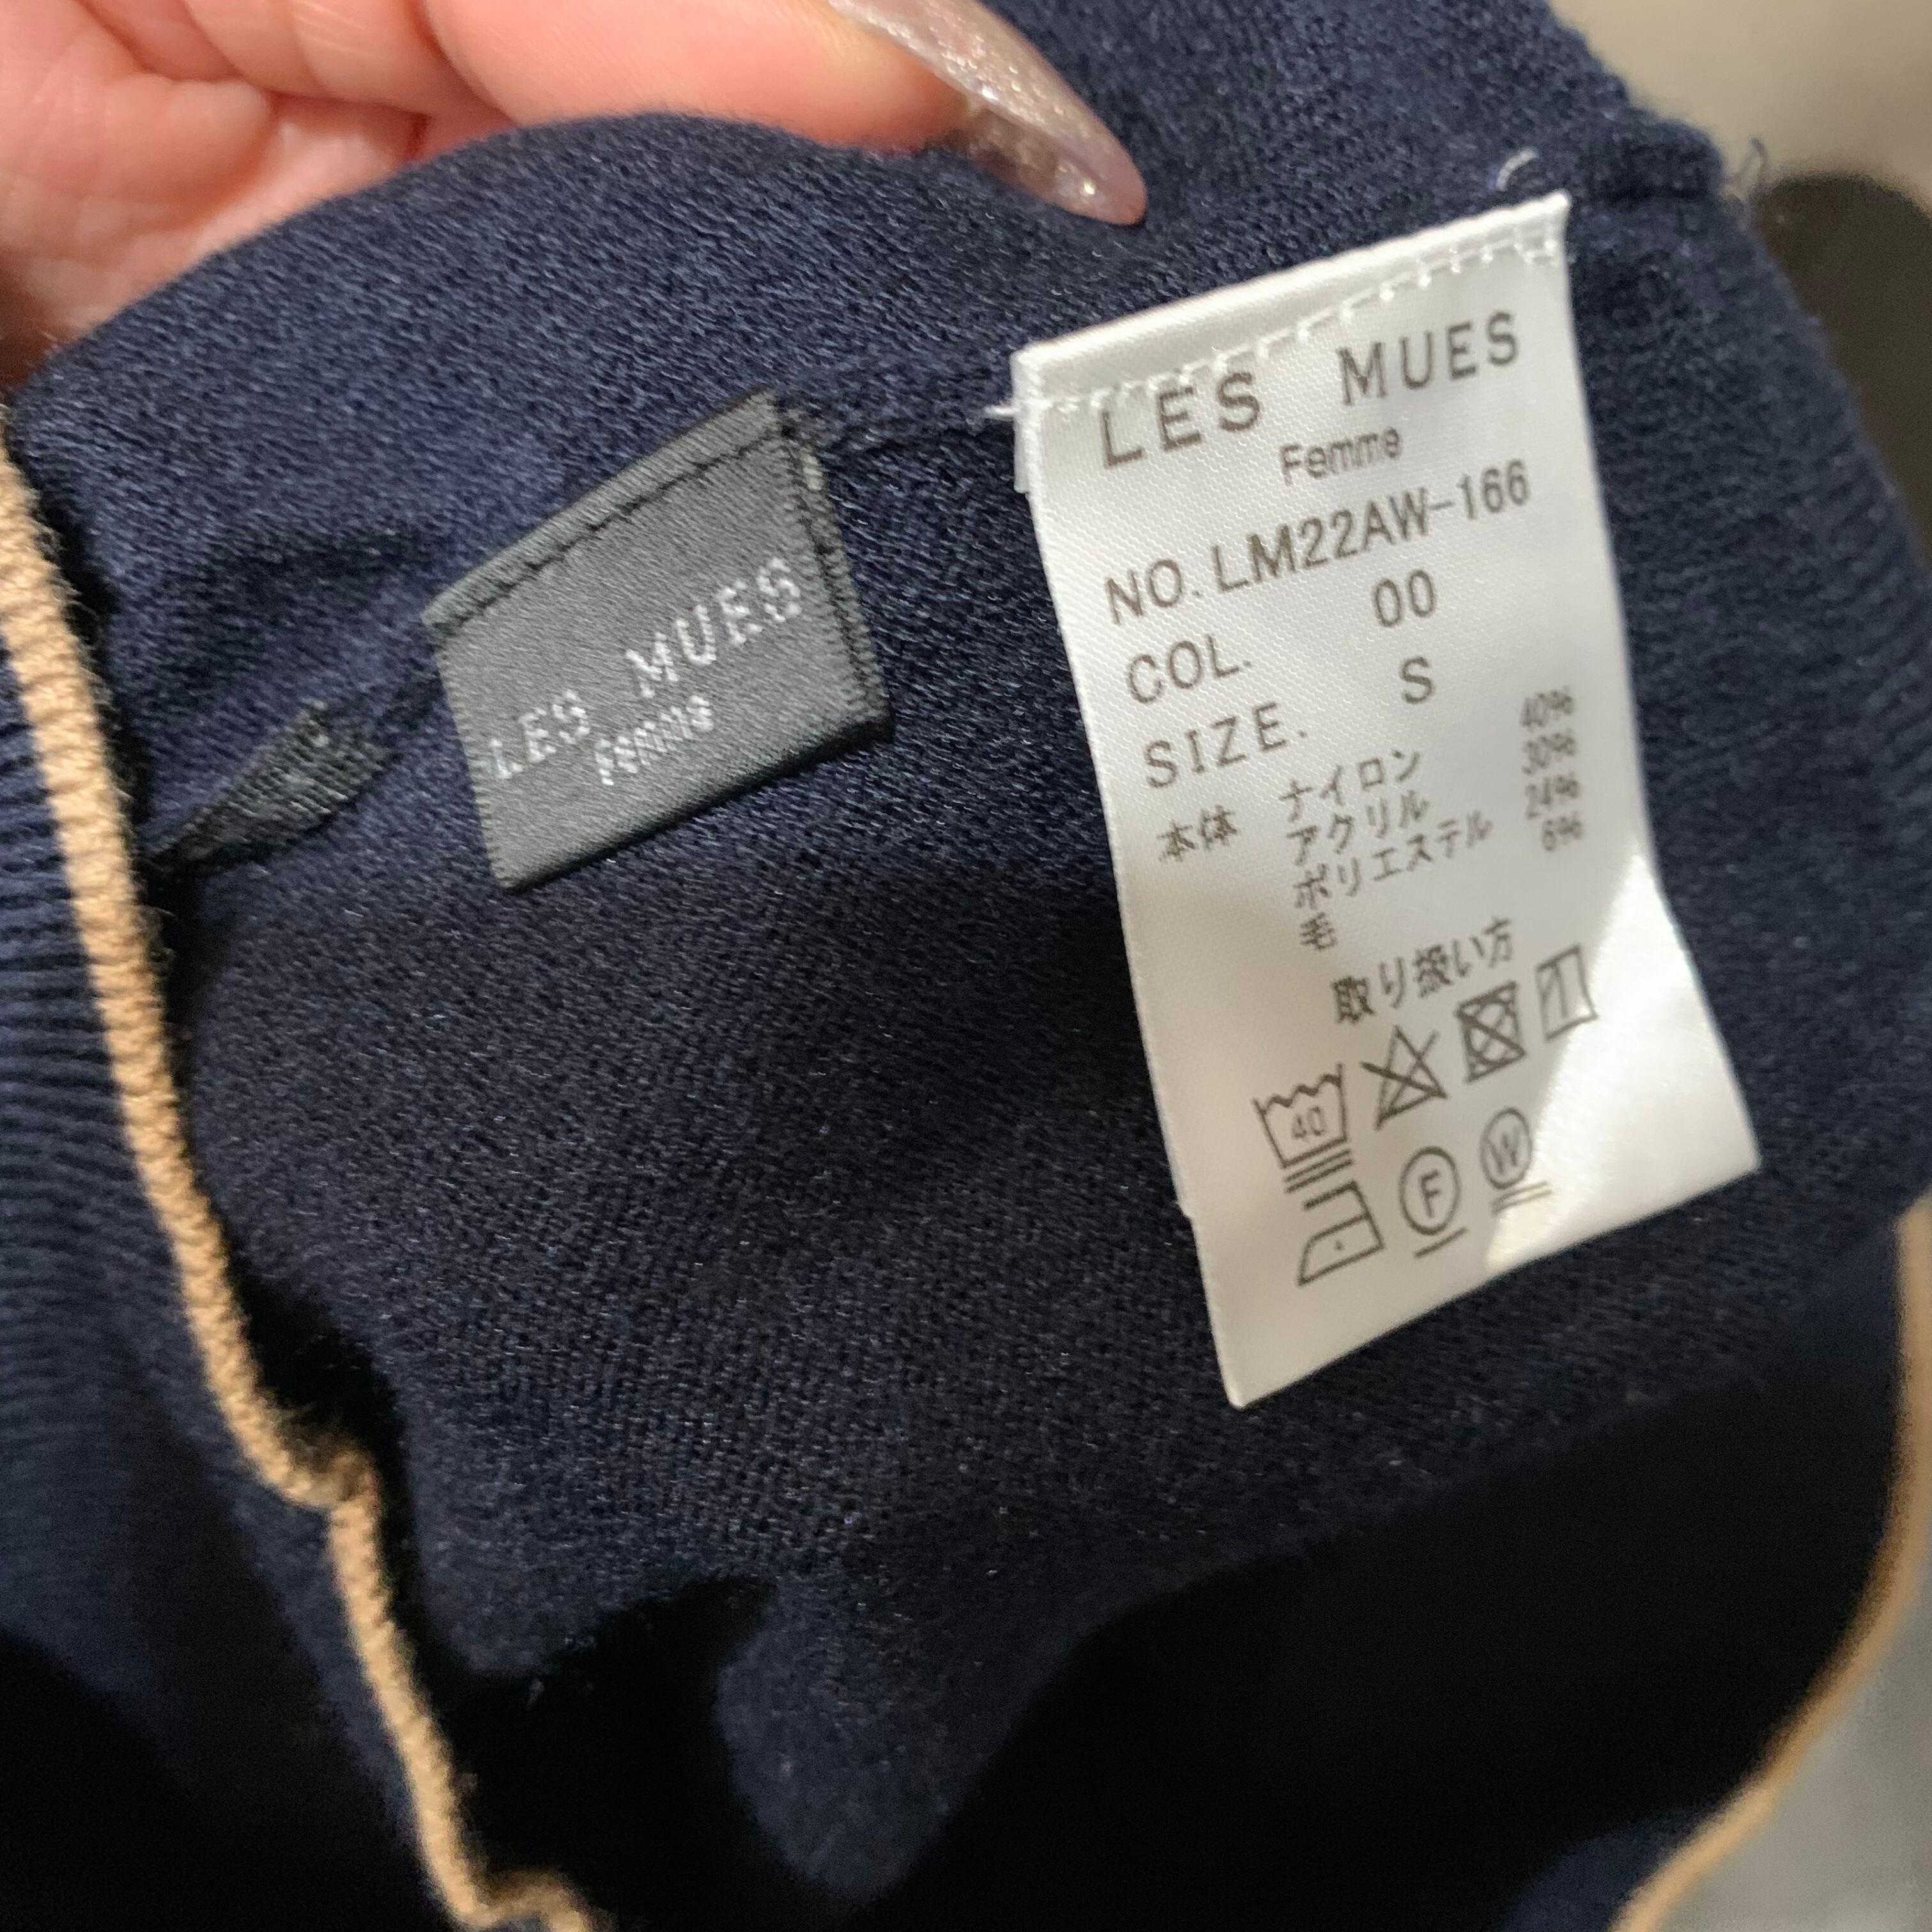 LES MUES
Femme
LES MUES
Femme
NO. LM22AW-166
COL. 00
SIZE. S
本体 ナイロン 40%
アクリル 30%
ポリエステル 24%
毛 6%
取り扱い方
40
F W